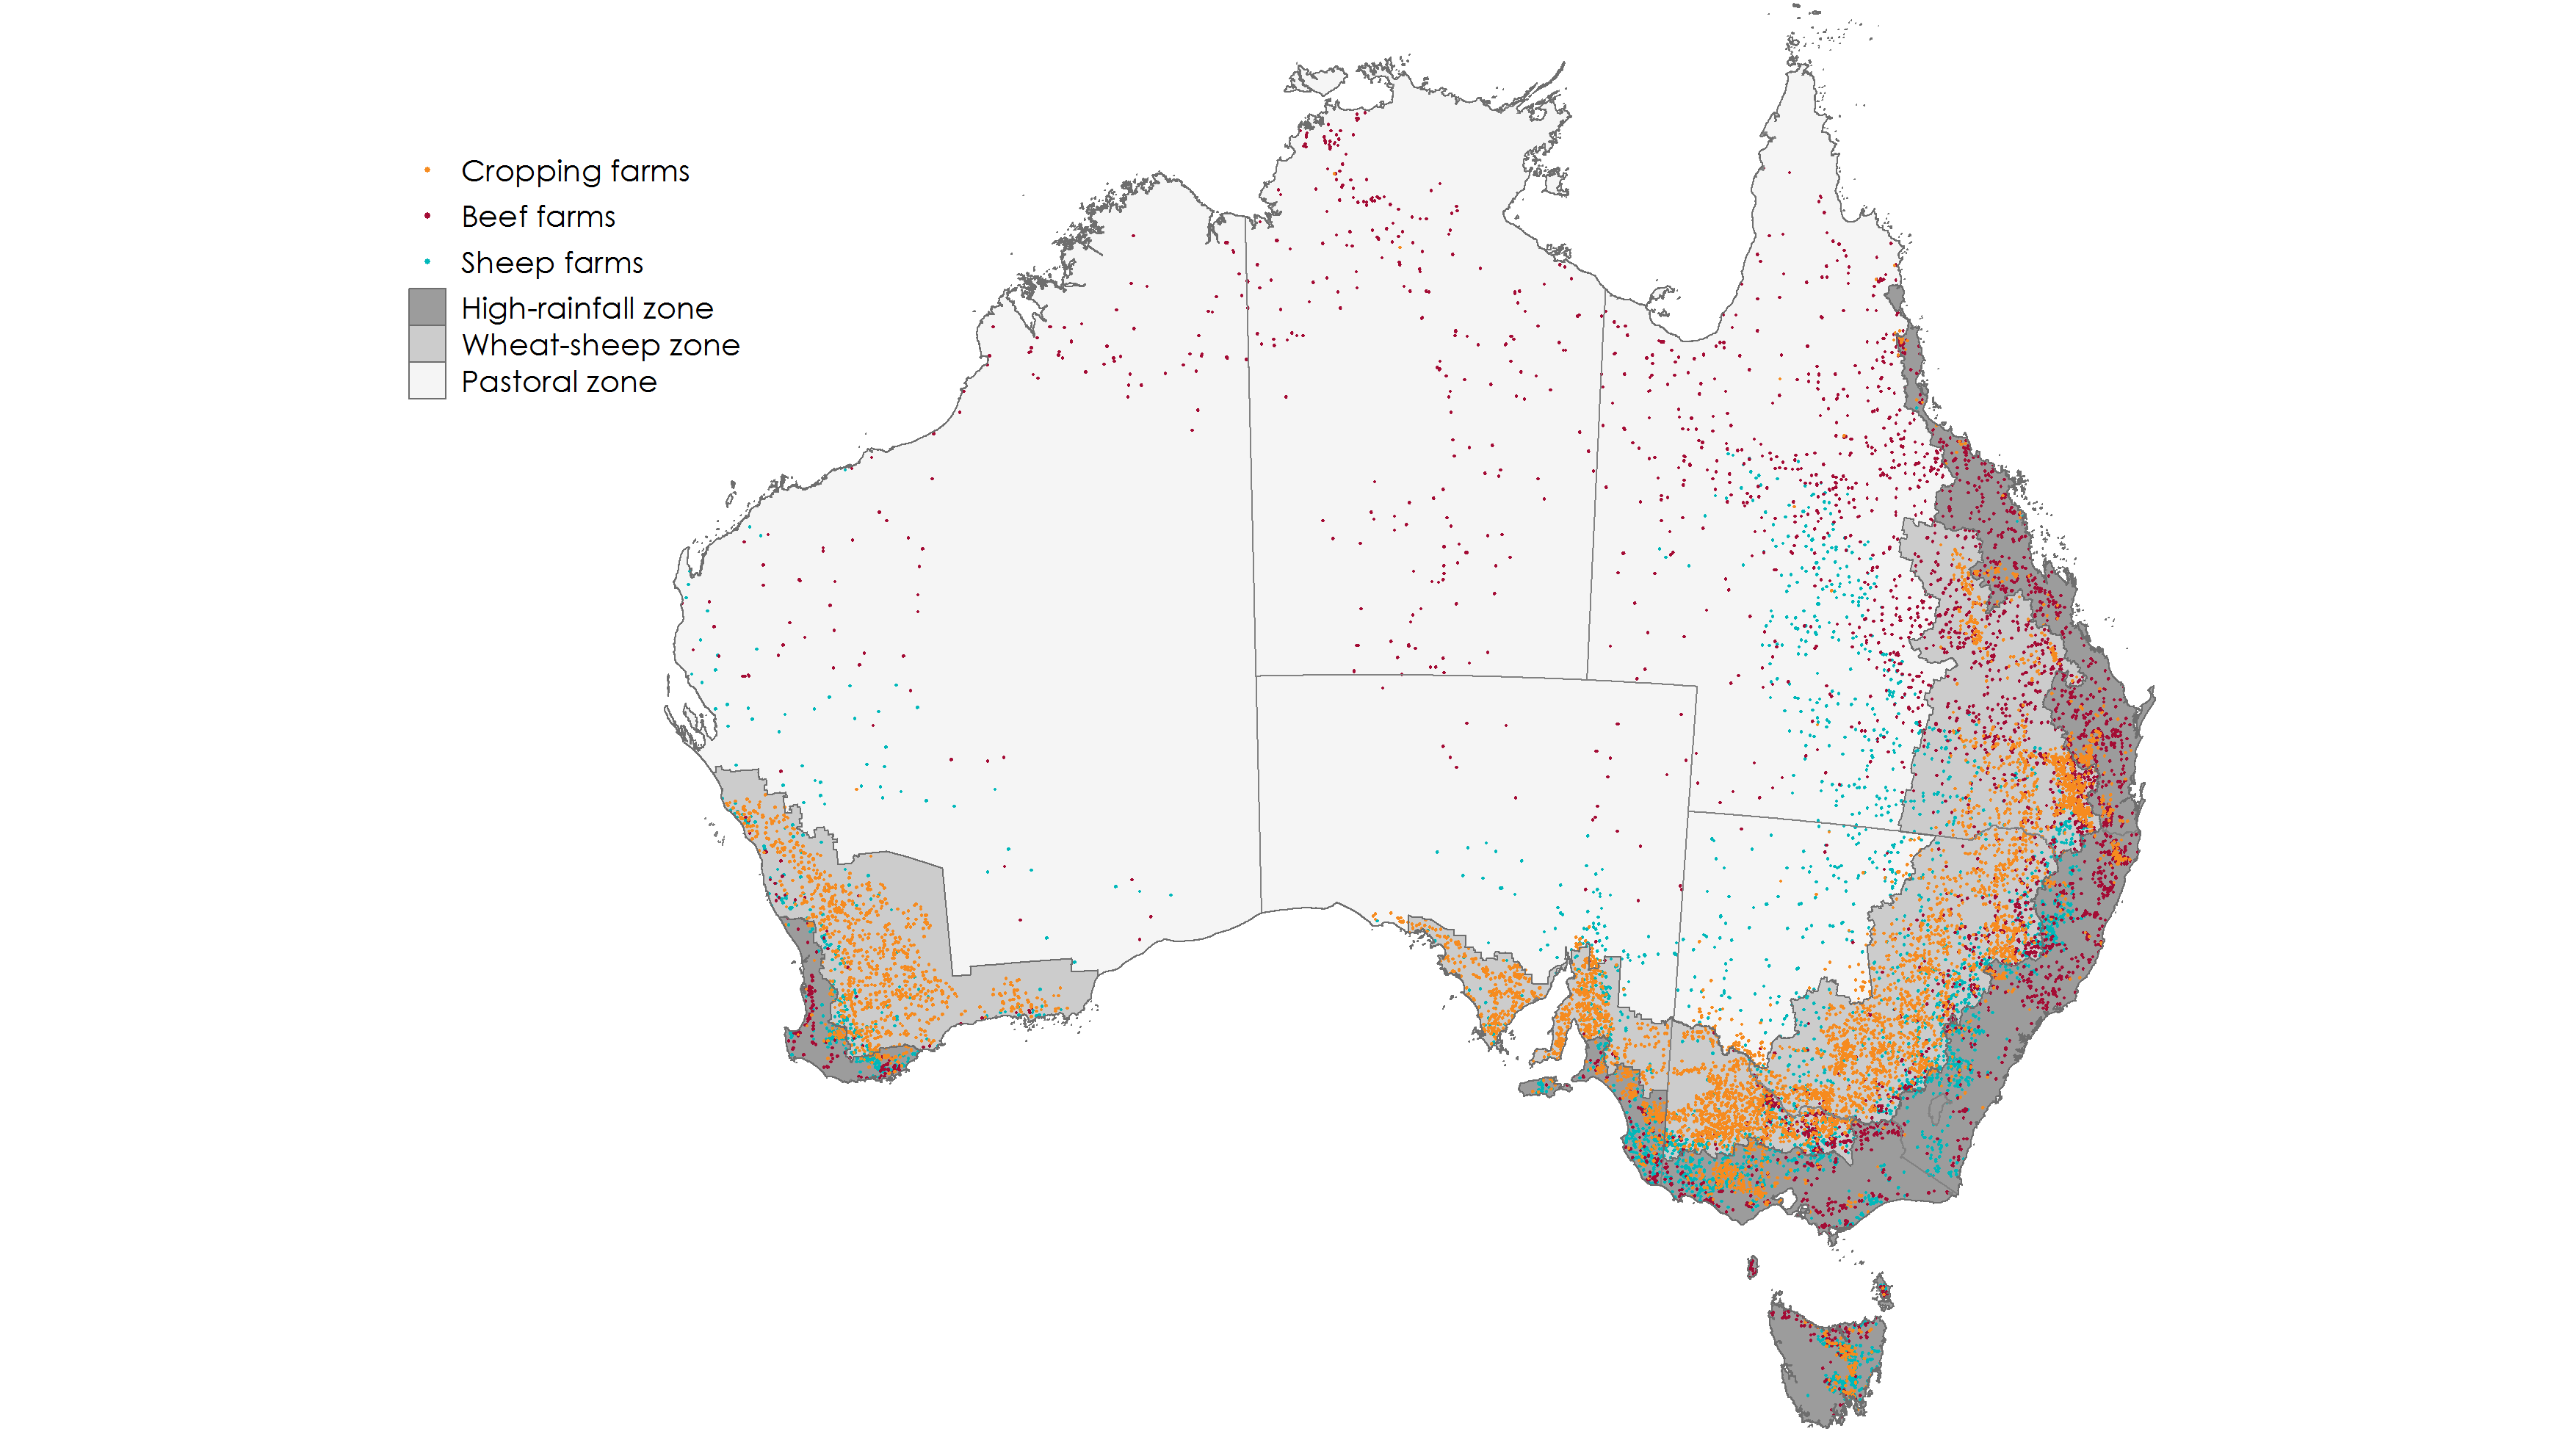 Cropping farms
Beef farms
Sheep farms
High-rainfall zone
Wheat-sheep zone
Pastoral zone